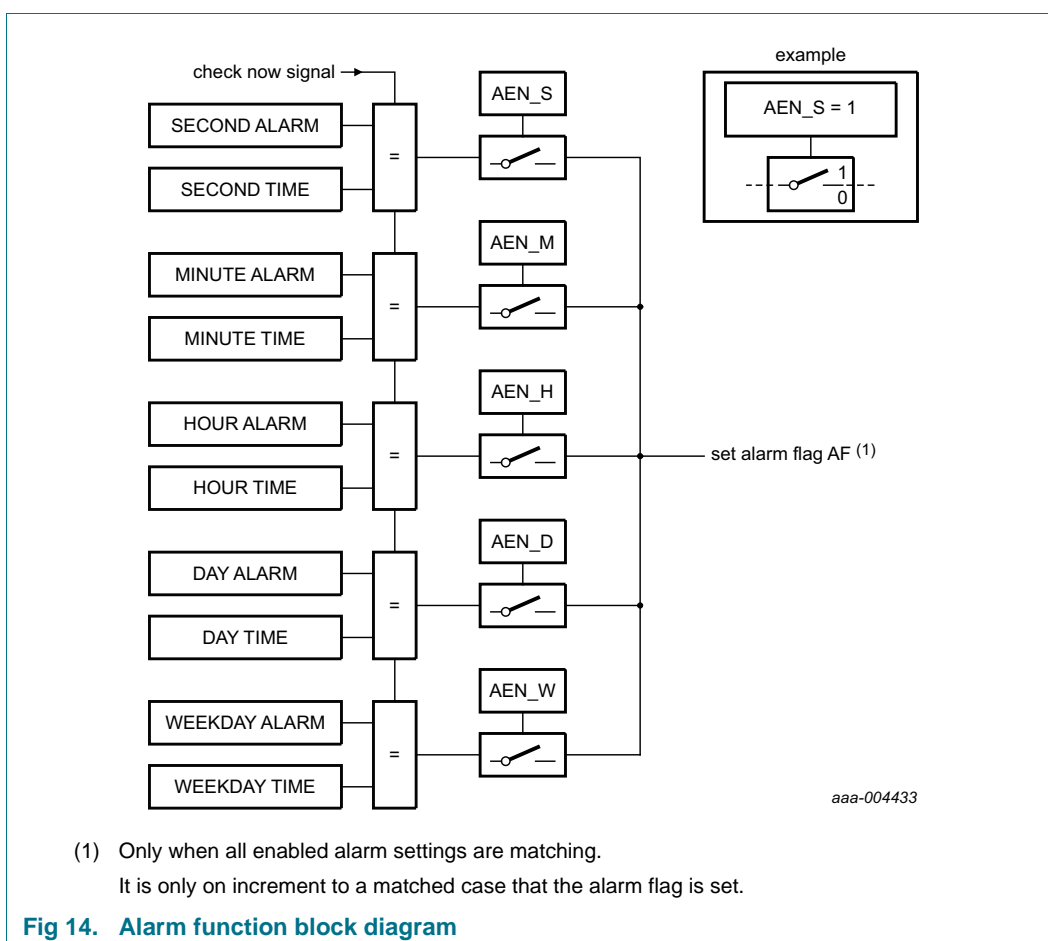 check now signal
example
SECOND ALARM
SECOND TIME
=
AEN_S
AEN_S = 1
1
0
MINUTE ALARM
MINUTE TIME
=
AEN_M
HOUR ALARM
HOUR TIME
=
AEN_H
set alarm flag AF (1)
DAY ALARM
DAY TIME
=
AEN_D
WEEKDAY ALARM
WEEKDAY TIME
=
AEN_W
aaa-004433
(1) Only when all enabled alarm settings are matching.
It is only on increment to a matched case that the alarm flag is set.
Fig 14. Alarm function block diagram